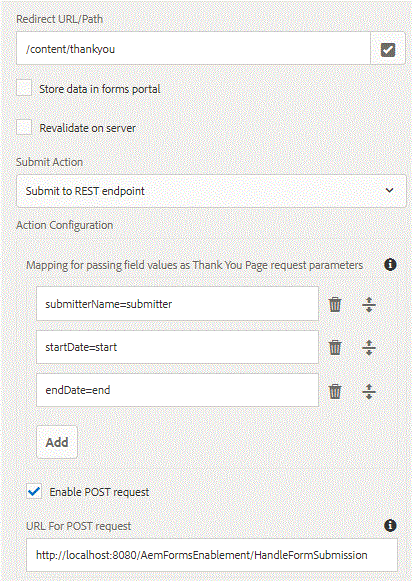 Redirect URL/Path
/content/thankyou
Store data in forms portal
Revalidate on server
Submit Action
Submit to REST endpoint
Action Configuration
Mapping for passing field values as Thank You Page request parameters
submitterName=submitter
startDate=start
endDate=end
Add
Enable POST request
URL For POST request
http://localhost:8080/AemFormsEnablement/HandleFormSubmission